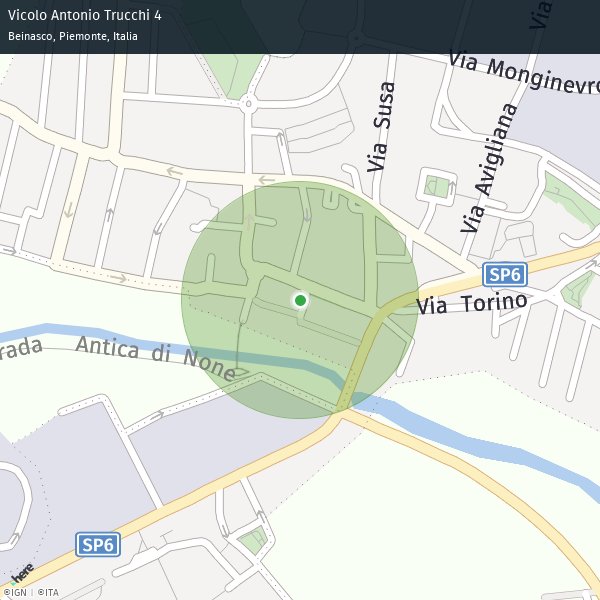 Vicolo Antonio Trucchi 4
Beinasco, Piemonte, Italia
Via
Via Monginevro
Via Susa
Via Avigliana
SP6
Via Torino
rada Antica di None
SP6
here
©IGN | ©ITA